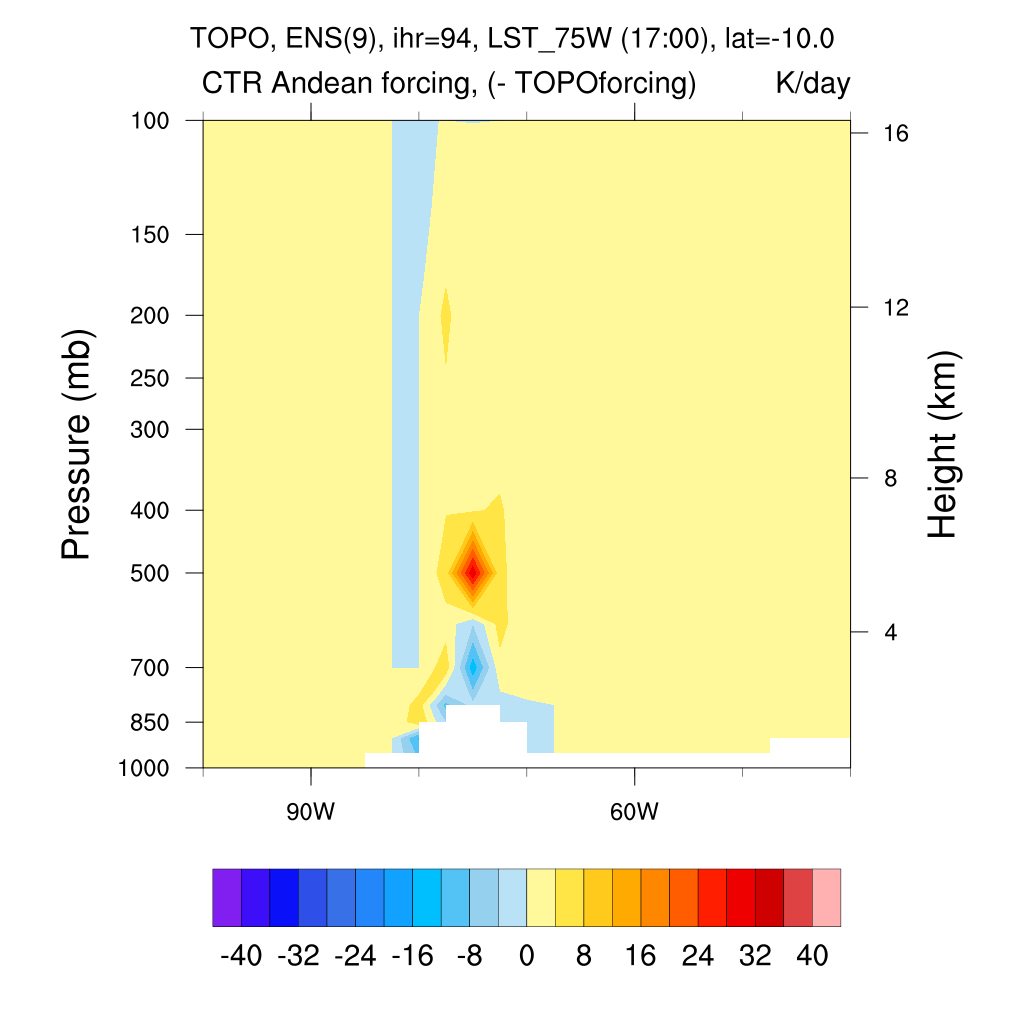 TOPO, ENS(9), ihr=94, LST_75W (17:00), lat=-10.0
CTR Andean forcing, (- TOPOforcing) K/day
Pressure (mb)
100
150
200
250
300
400
500
700
850
1000
16
12
8
4
Height (km)
90W 60W
-40 -32 -24 -16 -8 0 8 16 24 32 40